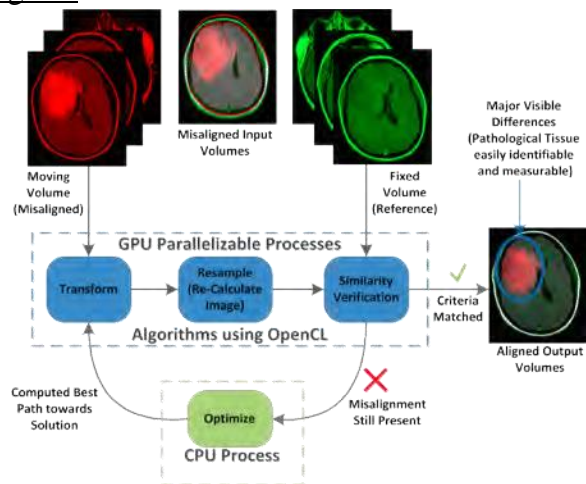 Misaligned Input
Volumes
Major Visible
Differences
(Pathological Tissue
easily identifiable
and measurable)
Moving
Volume
(Misaligned)
Fixed
Volume
(Reference)
GPU Parallelizable Processes
Transform
Resample
(Re-Calculate
Image)
Similarity
Verification
Algorithms using OpenCL
Criteria
Matched
Aligned Output
Volumes
Computed Best
Path towards
Solution
Optimize
CPU Process
Misalignment
Still Present